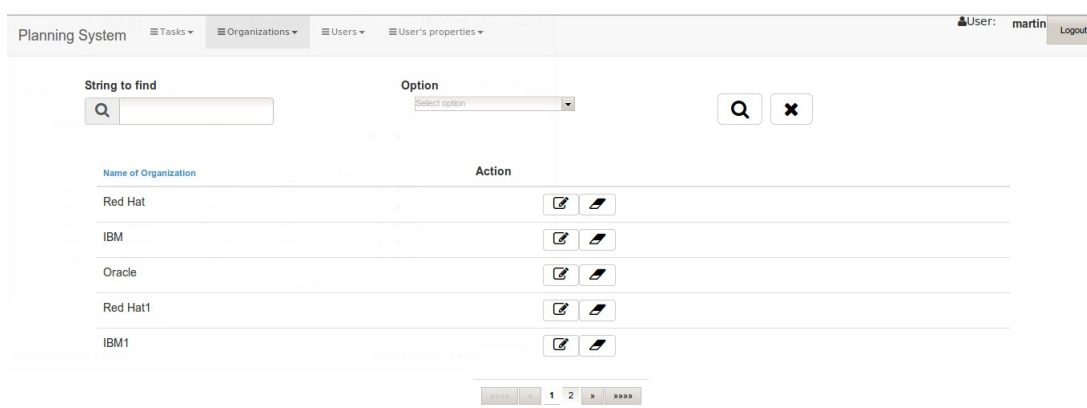 Planning System Tasks Organizations Users User's properties User: martin Logout
String to find Option
Select option
Name of Organization Action
Red Hat
IBM
Oracle
Red Hat1
IBM1
«««« « 1 2 » »»»»